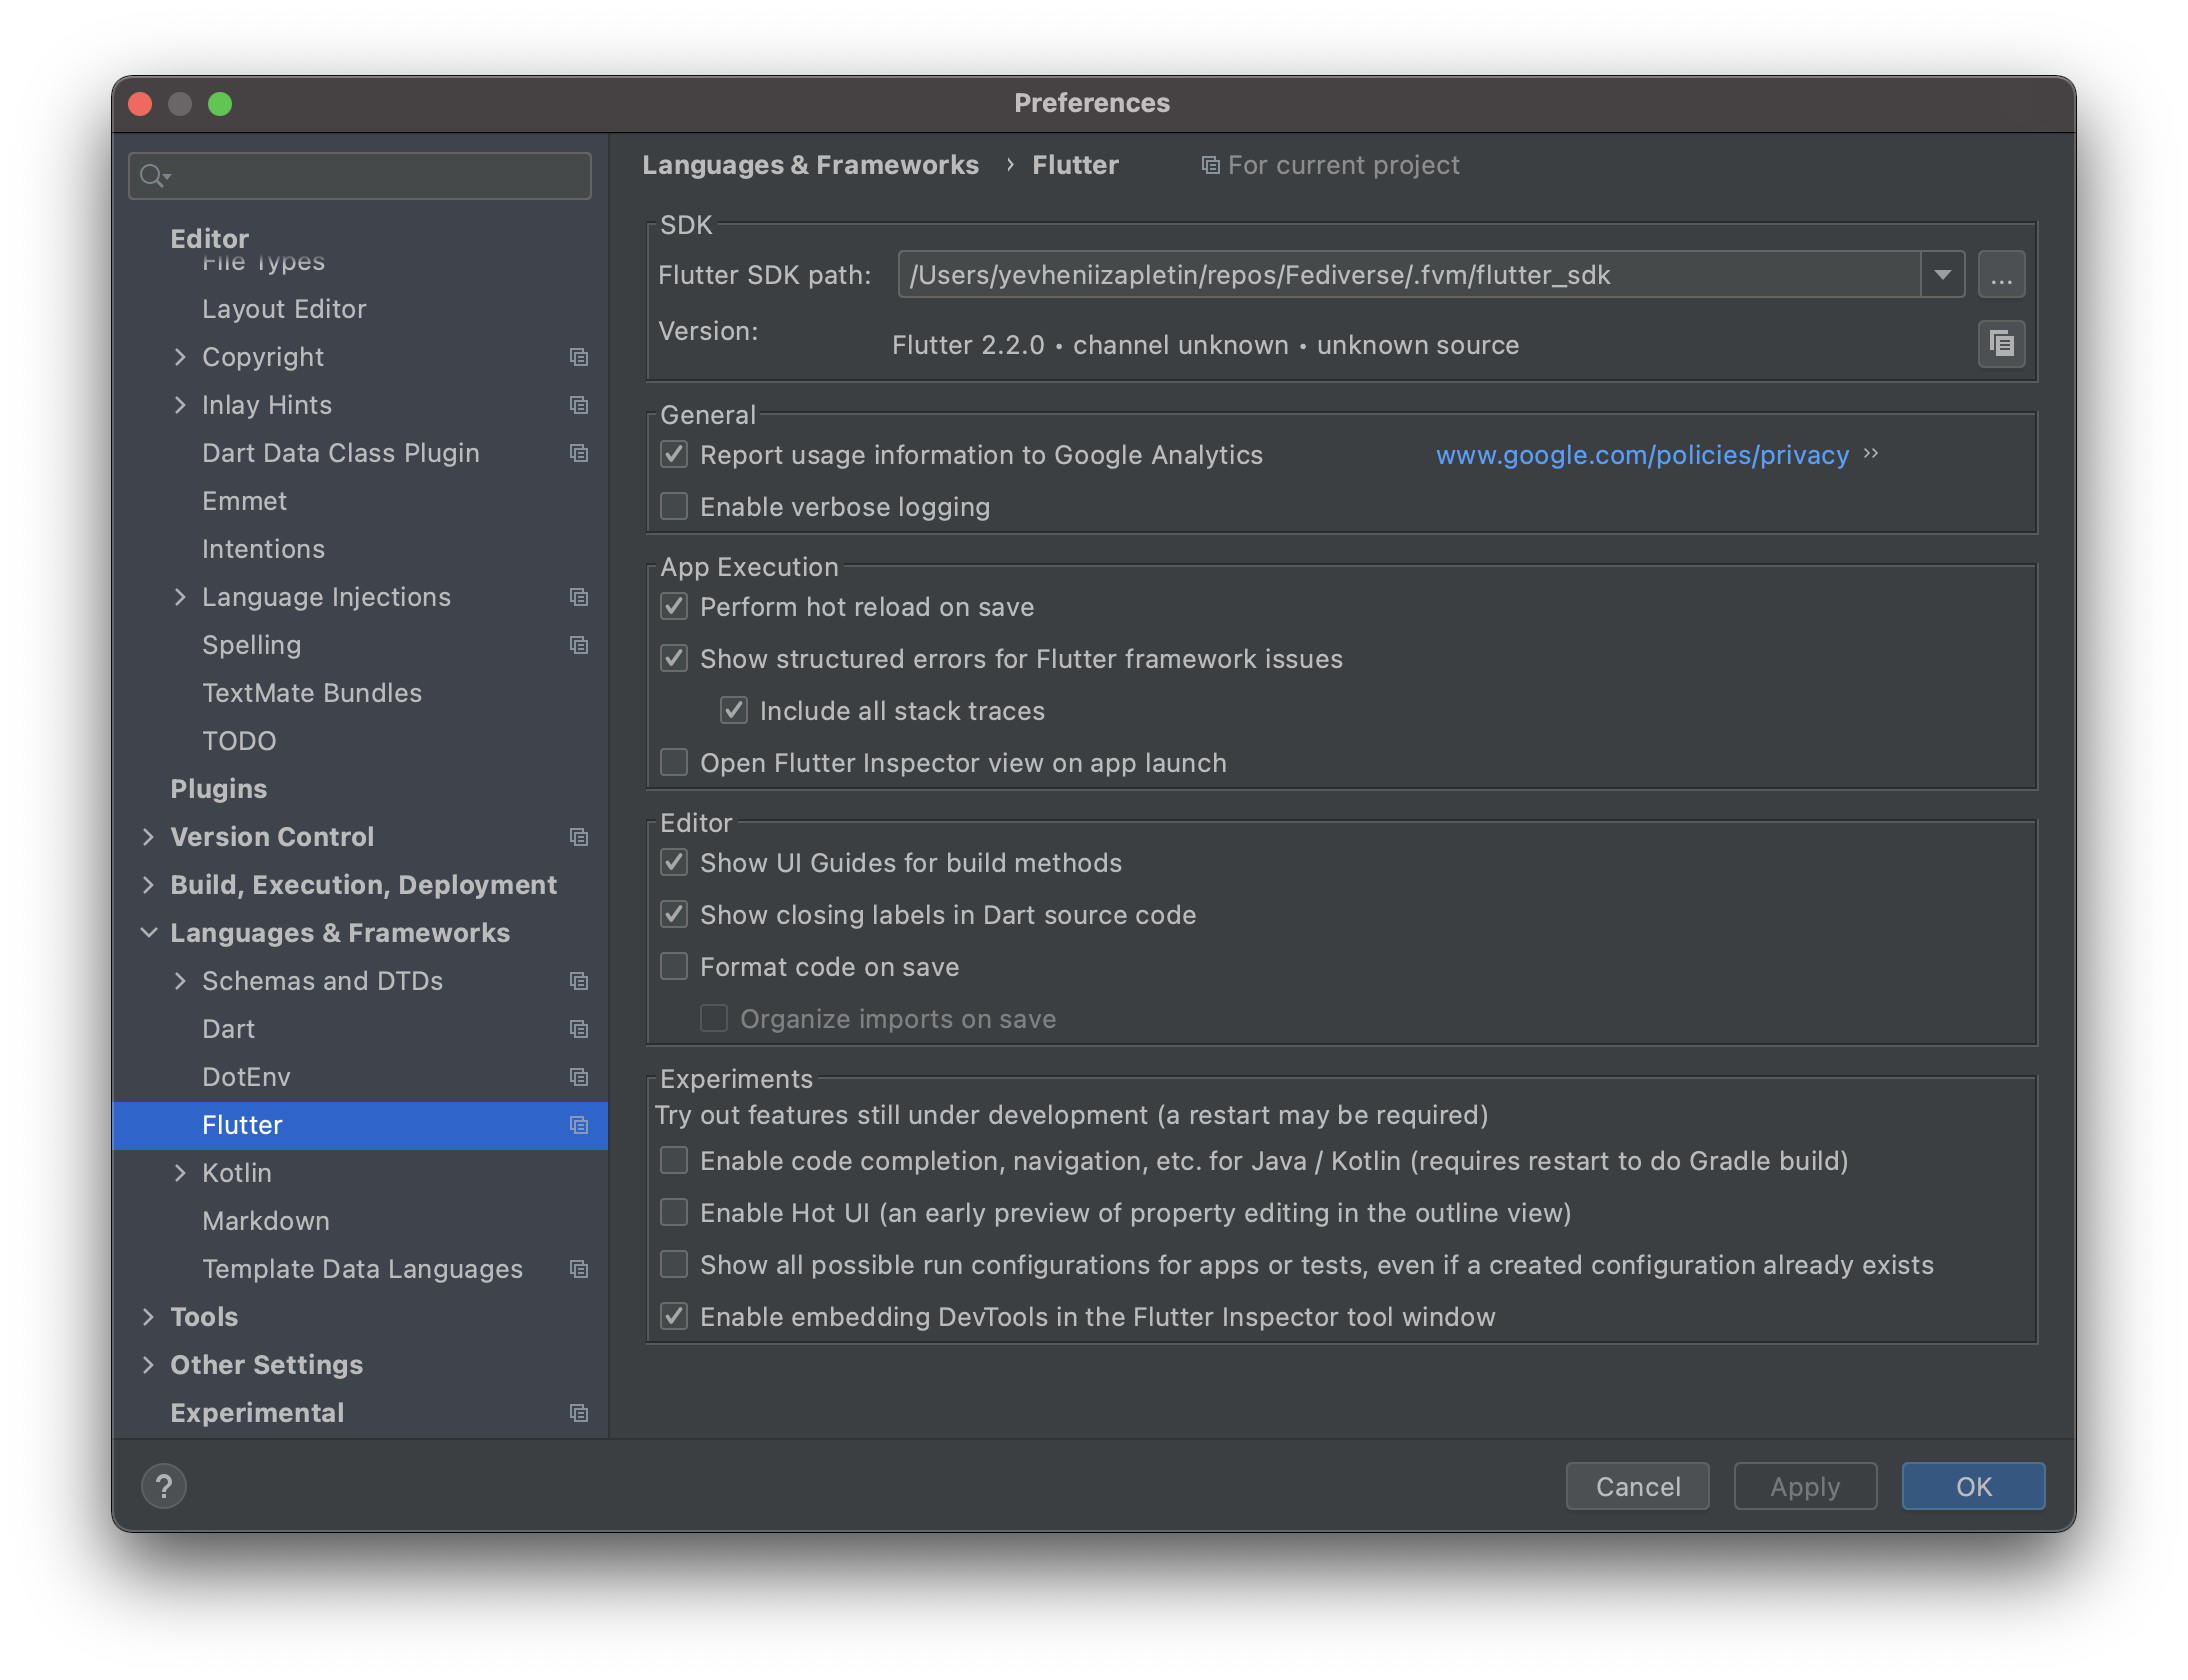 Preferences
Editor
File Types
Layout Editor
Copyright
Inlay Hints
Dart Data Class Plugin
Emmet
Intentions
Language Injections
Spelling
TextMate Bundles
TODO
Plugins
Version Control
Build, Execution, Deployment
Languages & Frameworks
Schemas and DTDs
Dart
DotEnv
Flutter
Kotlin
Markdown
Template Data Languages
Tools
Other Settings
Experimental
Languages & Frameworks › Flutter For current project
SDK
Flutter SDK path: /Users/yevheniizapletin/repos/Fediverse/.fvm/flutter_sdk ...
Version:
Flutter 2.2.0 • channel unknown • unknown source
General
Report usage information to Google Analytics www.google.com/policies/privacy »
Enable verbose logging
App Execution
Perform hot reload on save
Show structured errors for Flutter framework issues
Include all stack traces
Open Flutter Inspector view on app launch
Editor
Show UI Guides for build methods
Show closing labels in Dart source code
Format code on save
Organize imports on save
Experiments
Try out features still under development (a restart may be required)
Enable code completion, navigation, etc. for Java / Kotlin (requires restart to do Gradle build)
Enable Hot UI (an early preview of property editing in the outline view)
Show all possible run configurations for apps or tests, even if a created configuration already exists
Enable embedding DevTools in the Flutter Inspector tool window
? Cancel Apply OK